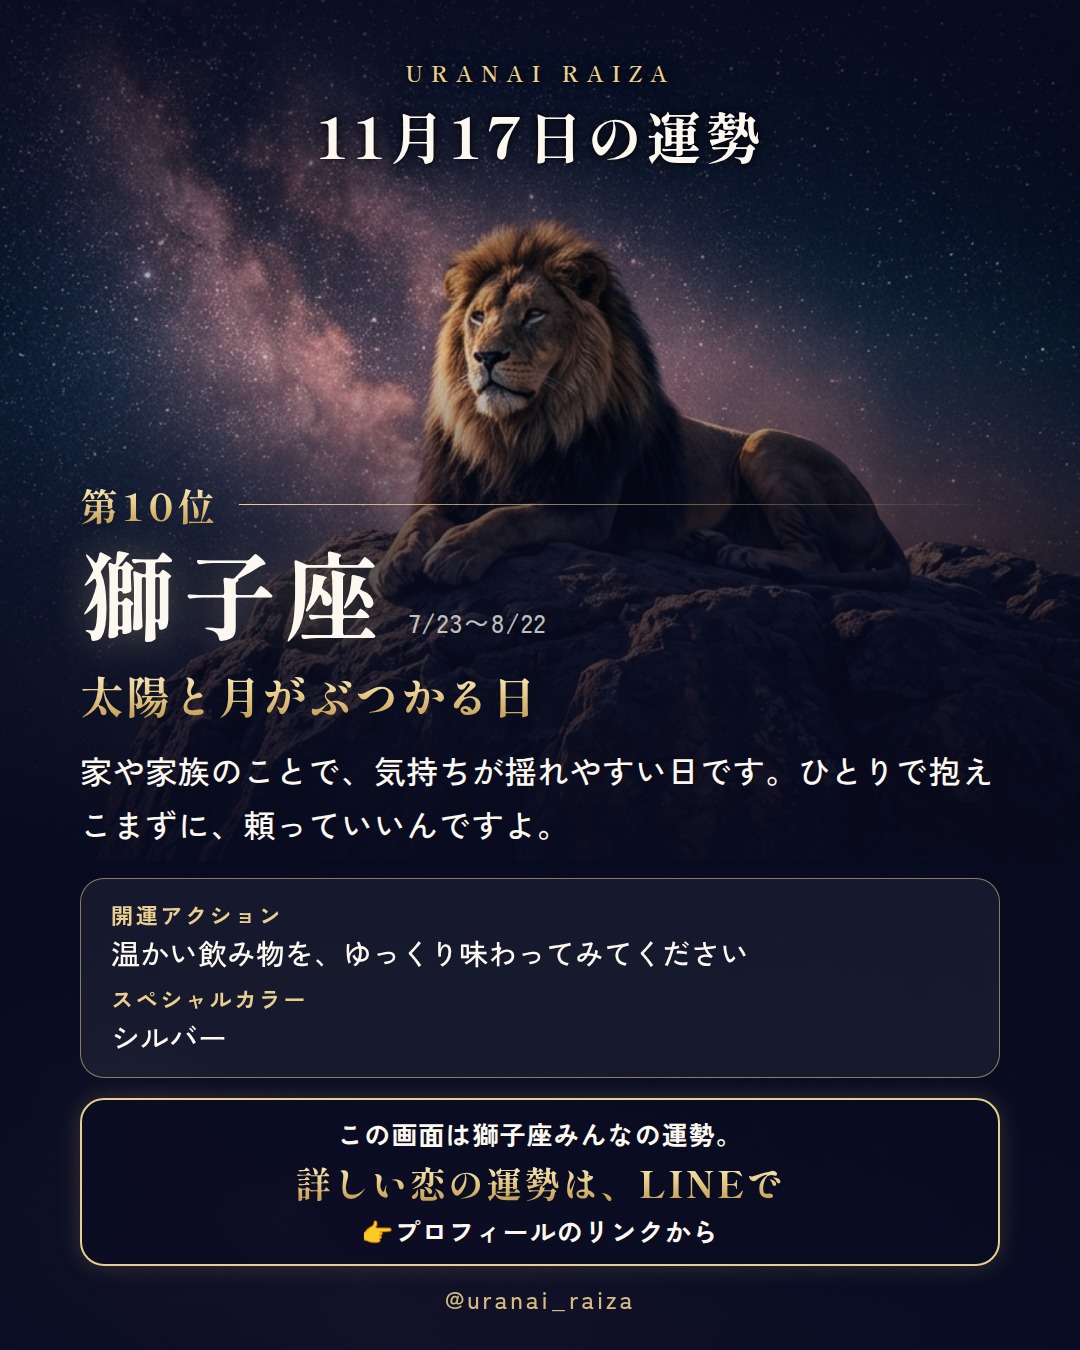 URANAI RAIZA
11月17日の運勢
第10位
獅子座 7/23〜8/22
太陽と月がぶつかる日
家や家族のことで、気持ちが揺れやすい日です。ひとりで抱え
こまずに、頼っていいんですよ。
開運アクション
温かい飲み物を、ゆっくり味わってみてください
スペシャルカラー
シルバー
この画面は獅子座みんなの運勢。
詳しい恋の運勢は、LINEで
👉プロフィールのリンクから
@uranai_raiza